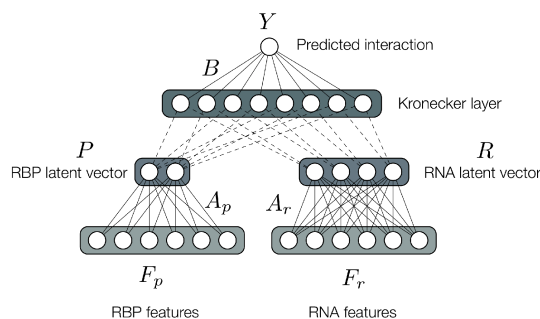 Y
Predicted interaction
B
Kronecker layer
P
RBP latent vector
R
RNA latent vector
A_p
A_r
F_p
F_r
RBP features
RNA features